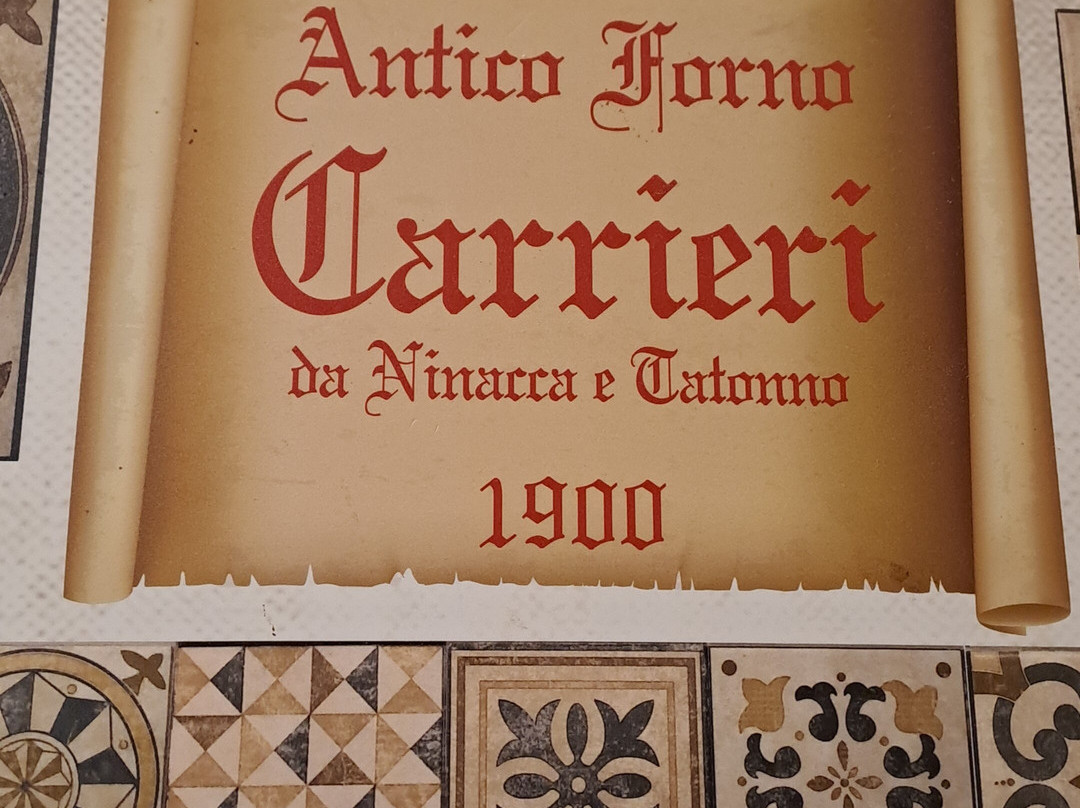 Antico Forno
Carrieri
da Ninacca e Tatonno
1900